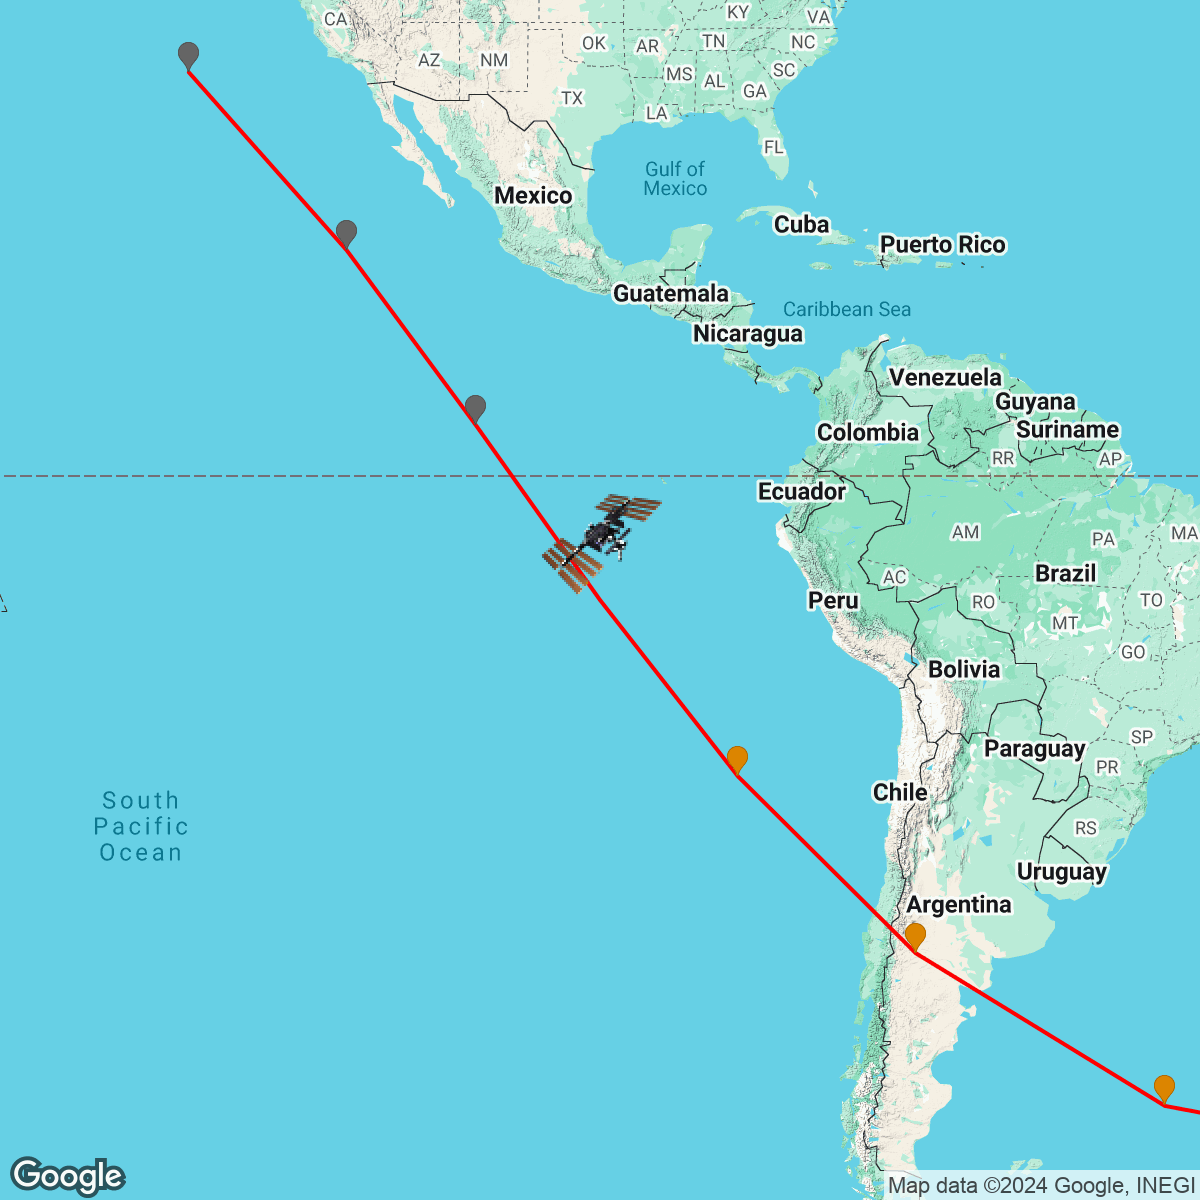 KY
VA
CA
OK
AR
TN
NC
AZ
NM
MS
AL
SC
GA
TX
LA
FL
Gulf of
Mexico
Mexico
Cuba
Puerto Rico
Guatemala
Caribbean Sea
Nicaragua
Venezuela
Guyana
Colombia
Suriname
RR
AP
Ecuador
AM
PA
MA
AC
Brazil
Peru
RO
TO
MT
GO
Bolivia
SP
Paraguay
PR
Chile
South
Pacific
Ocean
RS
Uruguay
Argentina
Google
Map data ©2024 Google, INEGI